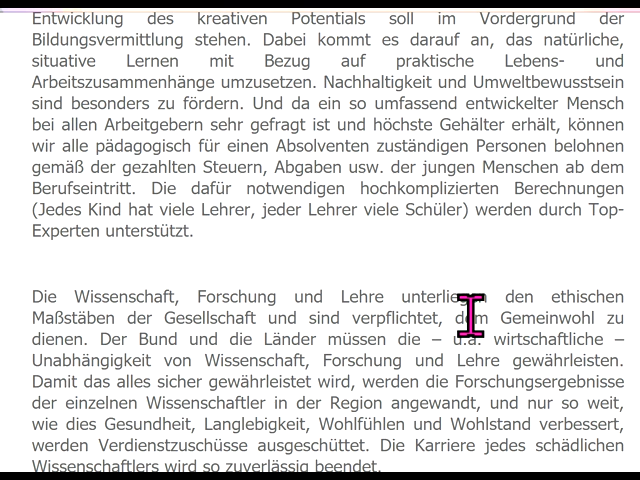 Entwicklung des kreativen Potentials soll im Vordergrund der
Bildungsvermittlung stehen. Dabei kommt es darauf an, das natürliche,
situative Lernen mit Bezug auf praktische Lebens- und
Arbeitszusammenhänge umzusetzen. Nachhaltigkeit und Umweltbewusstsein
sind besonders zu fördern. Und da ein so umfassend entwickelter Mensch
bei allen Arbeitgebern sehr gefragt ist und höchste Gehälter erhält, können
wir alle pädagogisch für einen Absolventen zuständigen Personen belohnen
gemäß der gezahlten Steuern, Abgaben usw. der jungen Menschen ab dem
Berufseintritt. Die dafür notwendigen hochkomplizierten Berechnungen
(Jedes Kind hat viele Lehrer, jeder Lehrer viele Schüler) werden durch Top-
Experten unterstützt.
Die Wissenschaft, Forschung und Lehre unterliegen den ethischen
Maßstäben der Gesellschaft und sind verpflichtet, dem Gemeinwohl zu
dienen. Der Bund und die Länder müssen die – u.a. wirtschaftliche –
Unabhängigkeit von Wissenschaft, Forschung und Lehre gewährleisten.
Damit das alles sicher gewährleistet wird, werden die Forschungsergebnisse
der einzelnen Wissenschaftler in der Region angewandt, und nur so weit,
wie dies Gesundheit, Langlebigkeit, Wohlfühlen und Wohlstand verbessert,
werden Verdienstzuschüsse ausgeschüttet. Die Karriere jedes schädlichen
Wissenschaftlers wird so zuverlässig beendet.